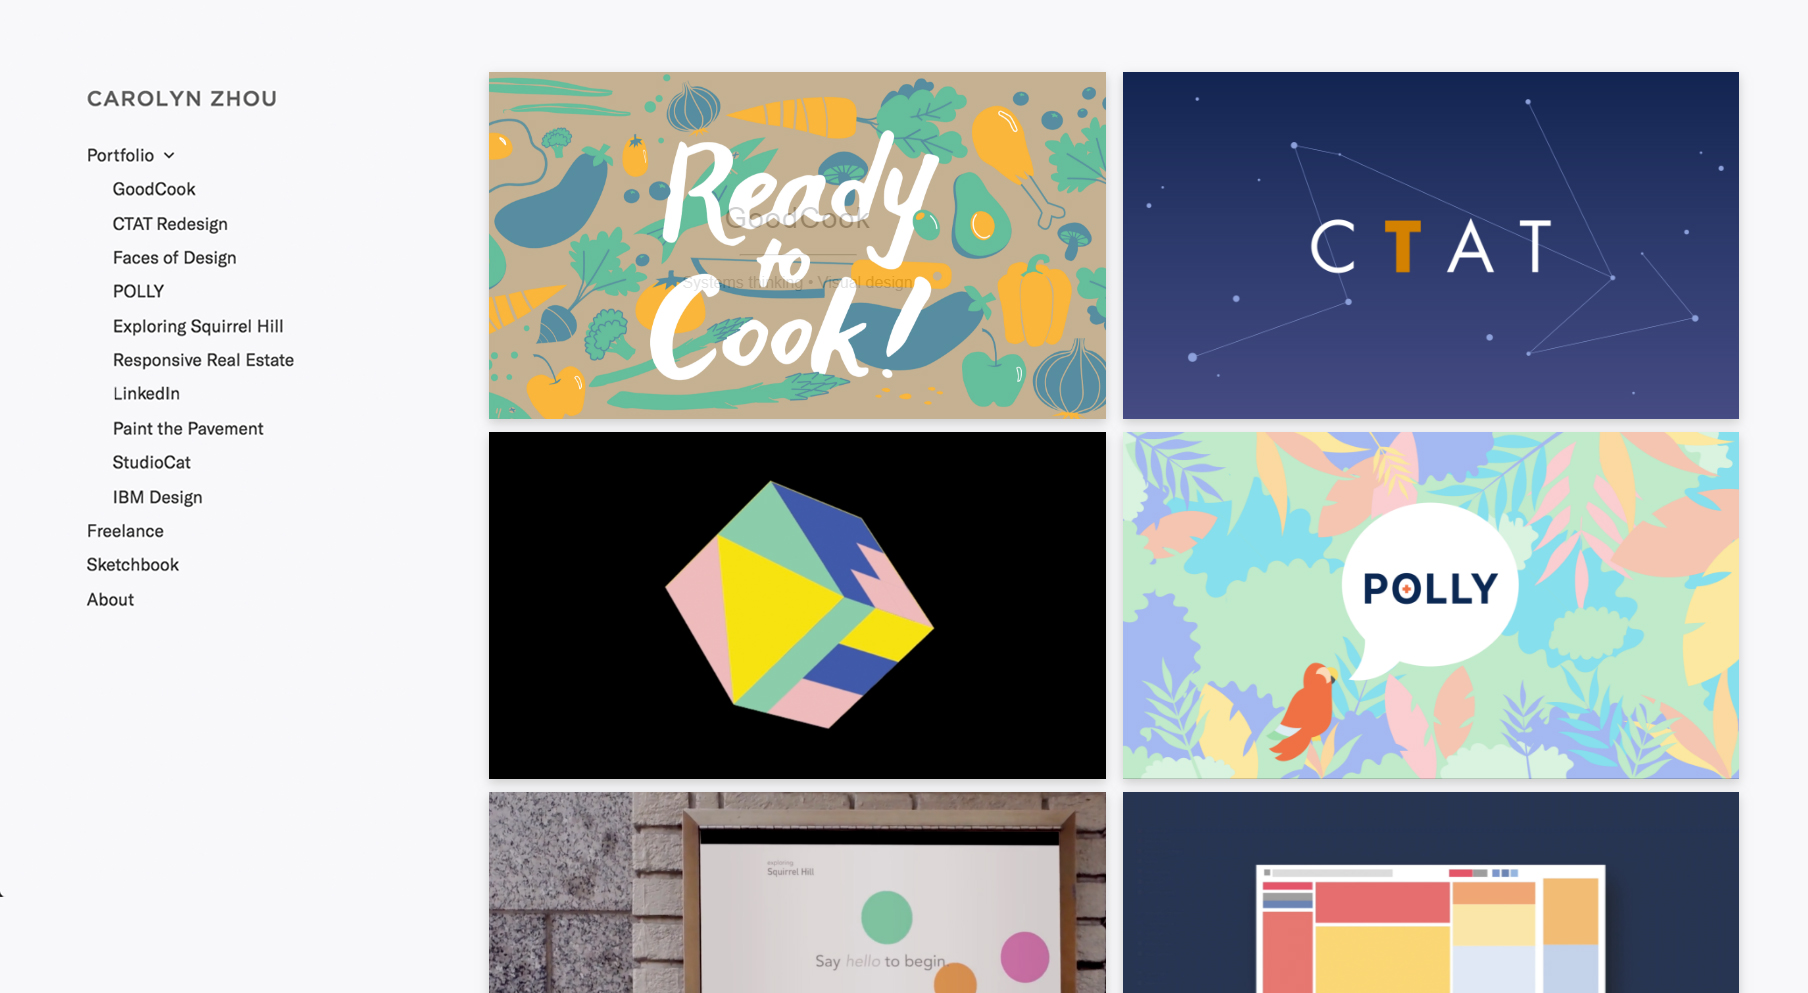 CAROLYN ZHOU
Portfolio
GoodCook
CTAT Redesign
Faces of Design
POLLY
Exploring Squirrel Hill
Responsive Real Estate
LinkedIn
Paint the Pavement
StudioCat
IBM Design
Freelance
Sketchbook
About
Ready
to
Cook!
GoodCook
Systems thinking • Visual design
CTAT
POLLY
exploring
Squirrel Hill
Say hello to begin.